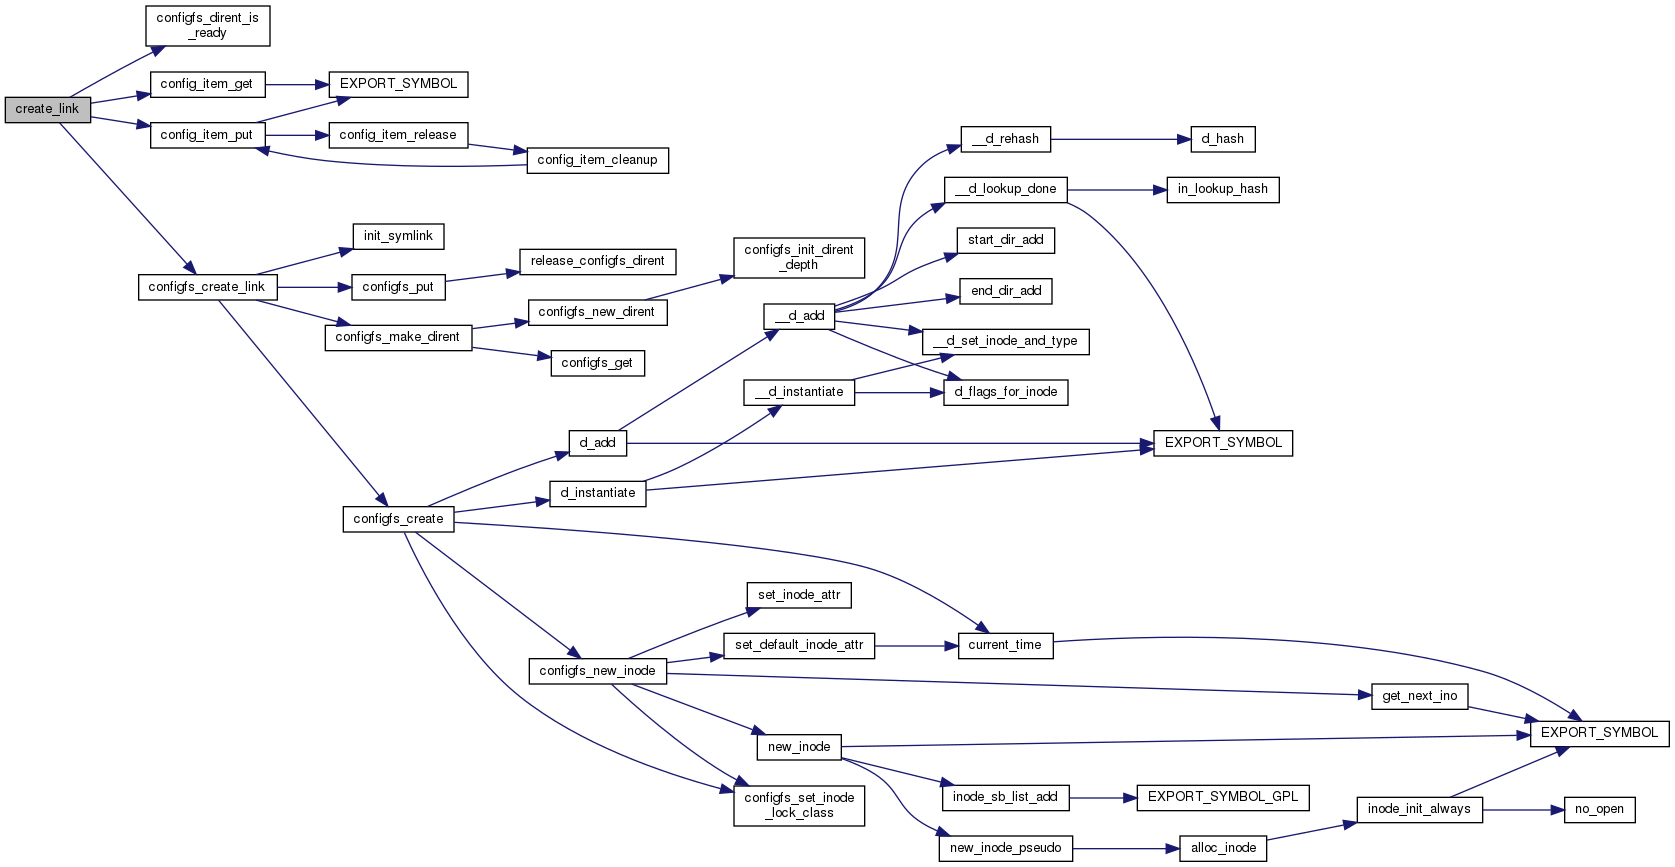 configfs_dirent_is
_ready
config_item_get
EXPORT_SYMBOL
create_link
config_item_put
config_item_release
config_item_cleanup
__d_rehash
d_hash
__d_lookup_done
in_lookup_hash
init_symlink
start_dir_add
configfs_init_dirent
_depth
release_configfs_dirent
configfs_create_link
configfs_put
end_dir_add
configfs_new_dirent
__d_add
configfs_make_dirent
__d_set_inode_and_type
configfs_get
__d_instantiate
d_flags_for_inode
d_add
EXPORT_SYMBOL
d_instantiate
configfs_create
set_inode_attr
set_default_inode_attr
current_time
configfs_new_inode
get_next_ino
EXPORT_SYMBOL
new_inode
configfs_set_inode
_lock_class
inode_sb_list_add
EXPORT_SYMBOL_GPL
inode_init_always
no_open
new_inode_pseudo
alloc_inode